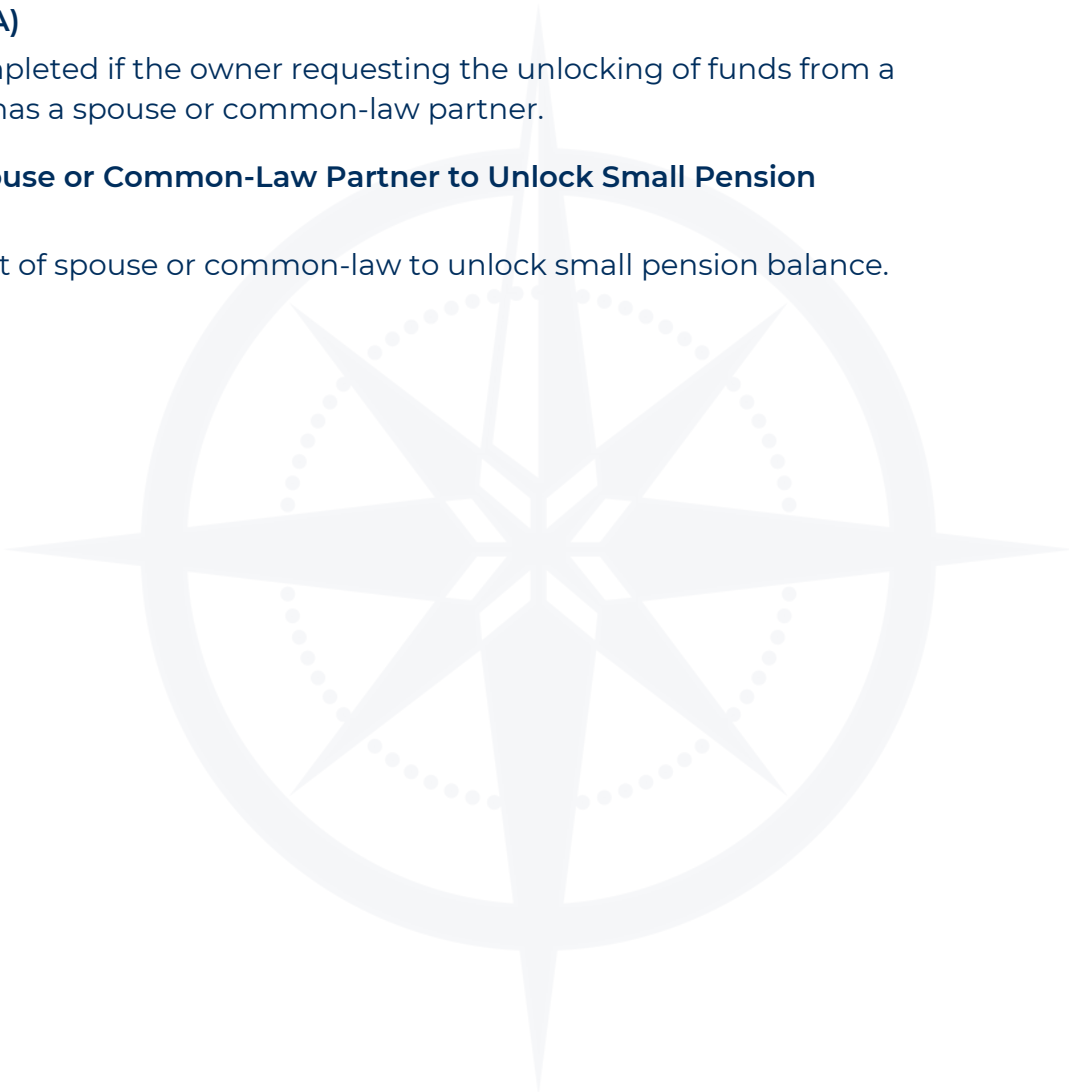 A)
pleted if the owner requesting the unlocking of funds from a
has a spouse or common-law partner.
ouse or Common-Law Partner to Unlock Small Pension
t of spouse or common-law to unlock small pension balance.